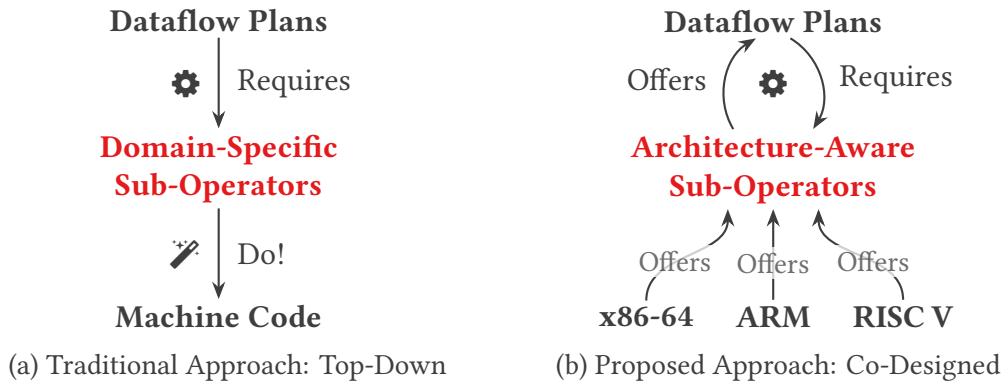 Dataflow Plans
Requires
Domain-Specific
Sub-Operators
Do!
Machine Code
(a) Traditional Approach: Top-Down
Dataflow Plans
Offers
Requires
Architecture-Aware
Sub-Operators
Offers Offers Offers
x86-64 ARM RISC V
(b) Proposed Approach: Co-Designed